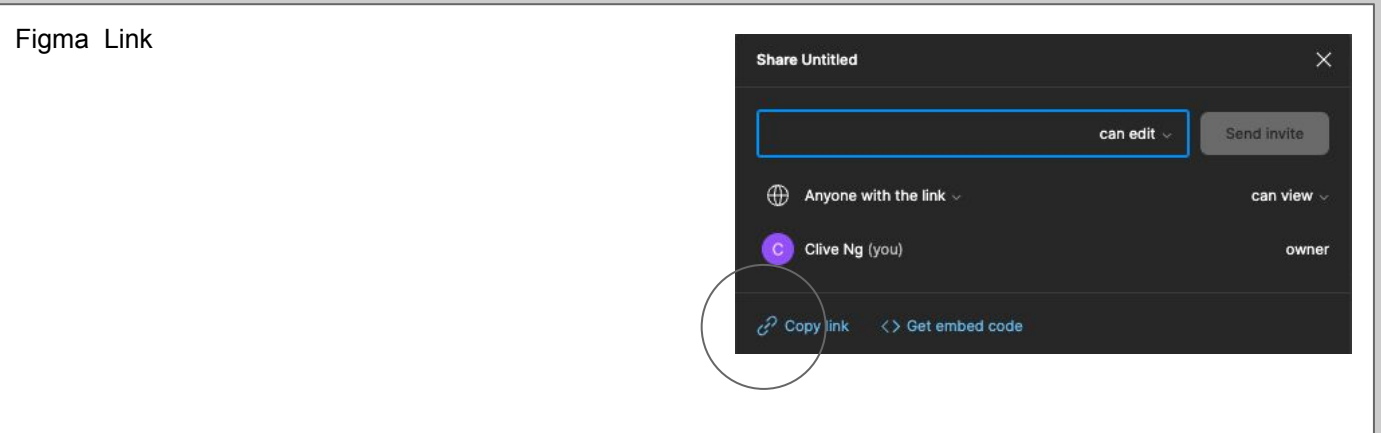 Figma Link
Share Untitled
can edit
Send invite
Anyone with the link
can view
C
Clive Ng (you)
owner
Copy link
Get embed code